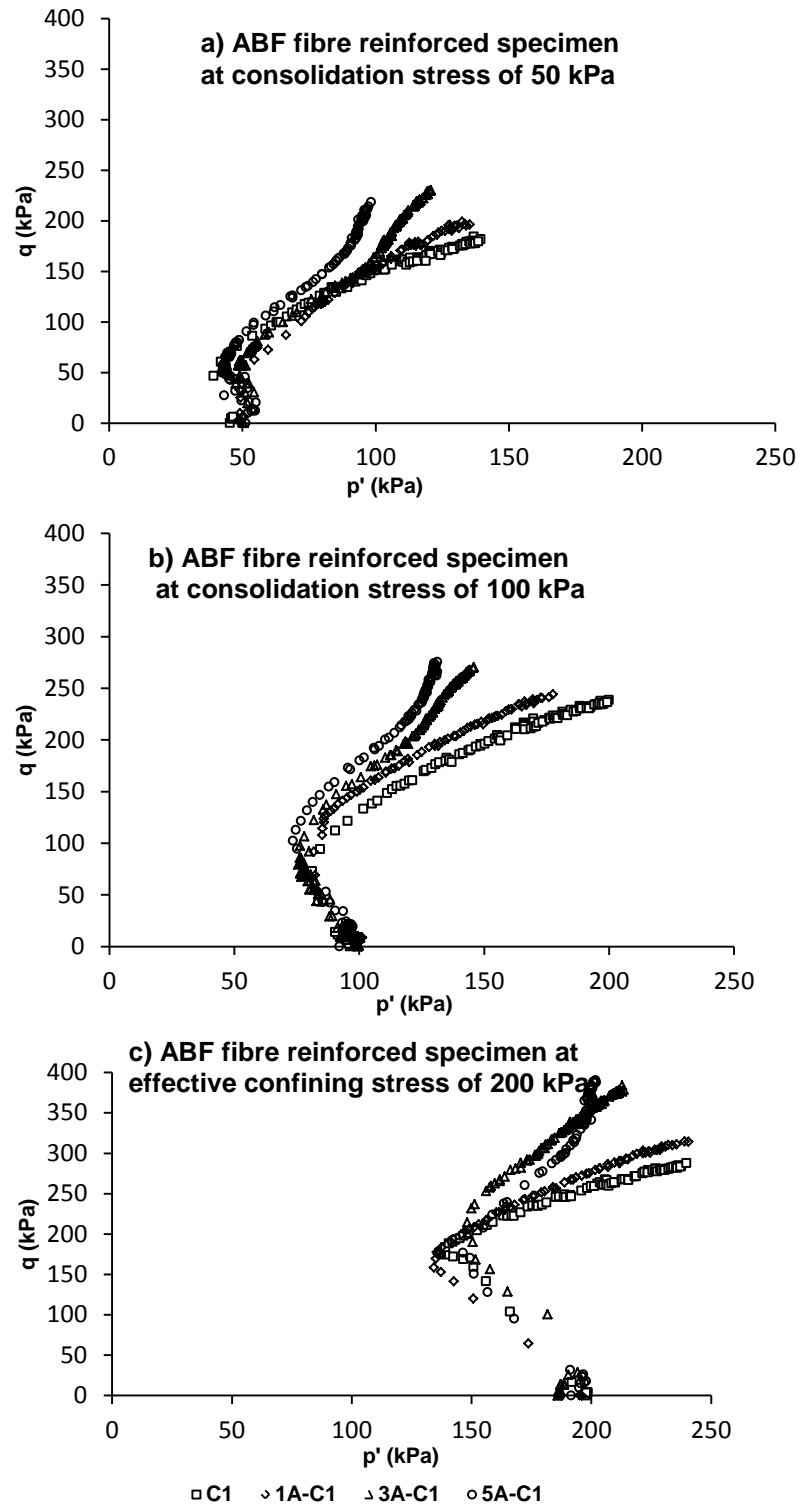 a) ABF fibre reinforced specimen
at consolidation stress of 50 kPa
400
350
300
250
200
150
100
50
0
q (kPa)
0 50 100 150 200 250
p' (kPa)
b) ABF fibre reinforced specimen
at consolidation stress of 100 kPa
400
350
300
250
200
150
100
50
0
q (kPa)
0 50 100 150 200 250
p' (kPa)
c) ABF fibre reinforced specimen at
effective confining stress of 200 kPa
400
350
300
250
200
150
100
50
0
q (kPa)
0 50 100 150 200 250
p' (kPa)
C1 1A-C1 3A-C1 5A-C1